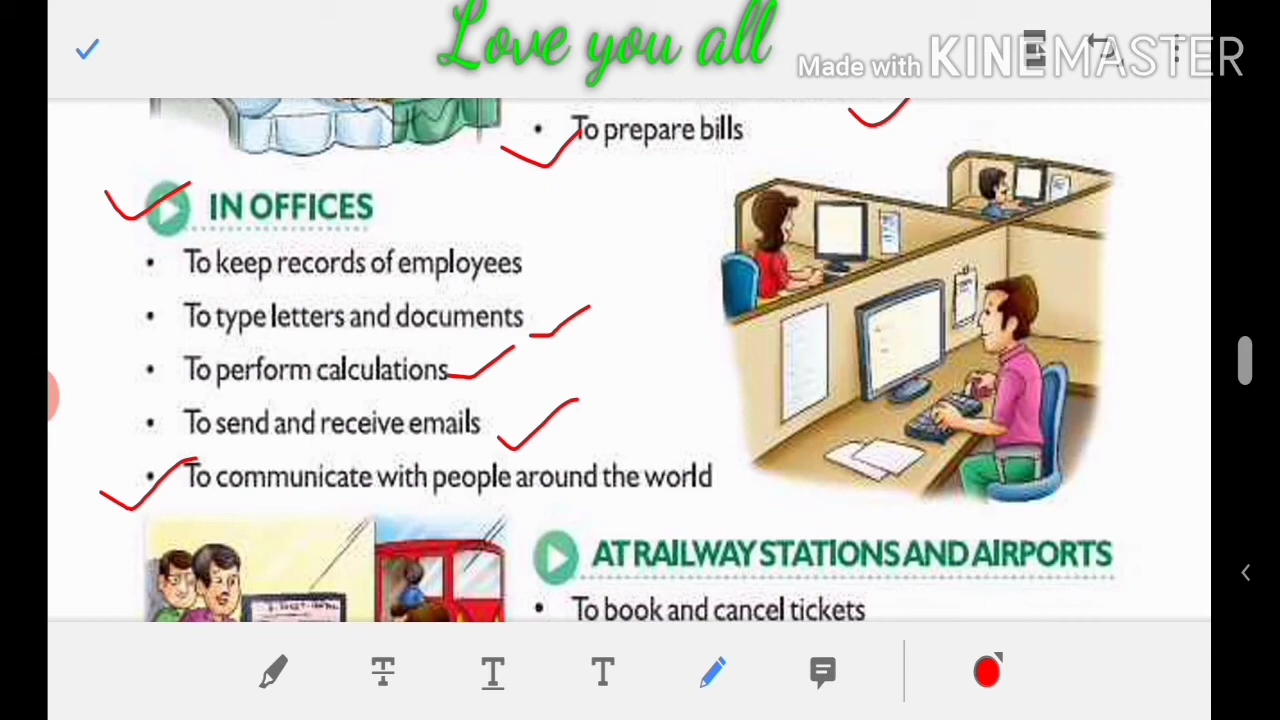 Love you all
Made with KINEMASTER
• To prepare bills
IN OFFICES
• To keep records of employees
• To type letters and documents
• To perform calculations
• To send and receive emails
• To communicate with people around the world
AT RAILWAY STATIONS AND AIRPORTS
• To book and cancel tickets